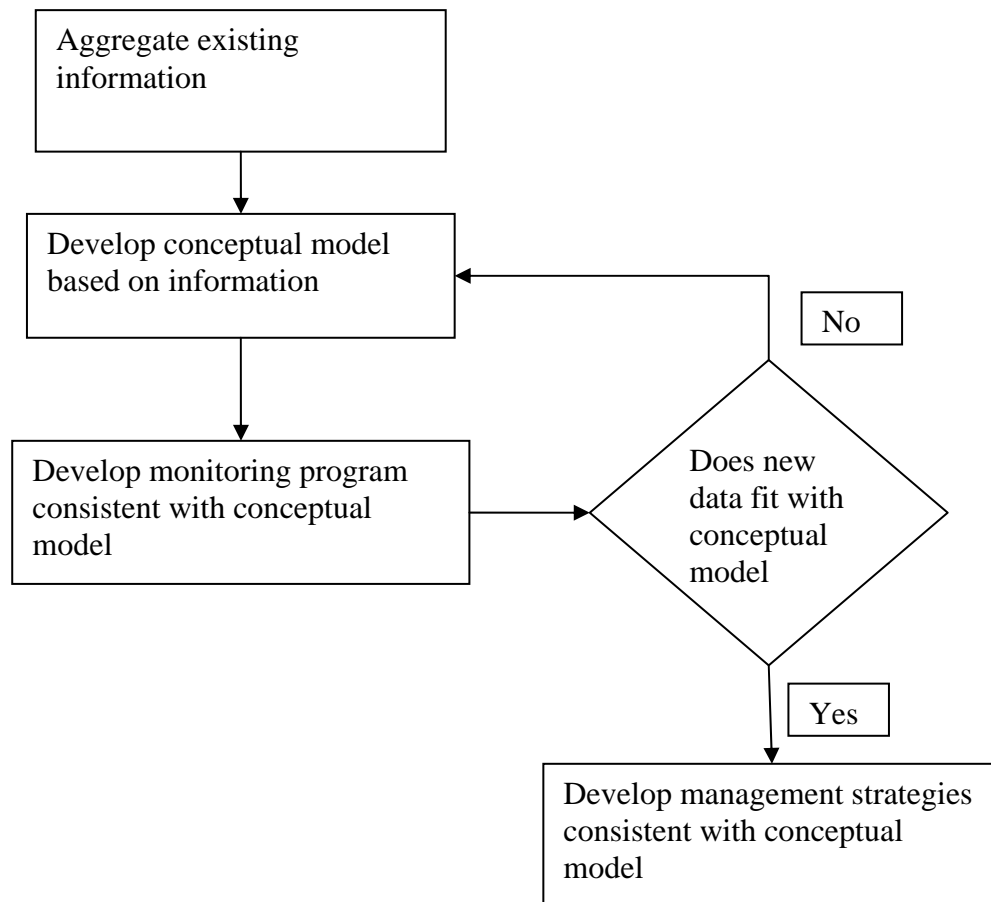 Aggregate existing
information
Develop conceptual model
based on information
No
Develop monitoring program
consistent with conceptual
model
Does new
data fit with
conceptual
model
Yes
Develop management strategies
consistent with conceptual
model